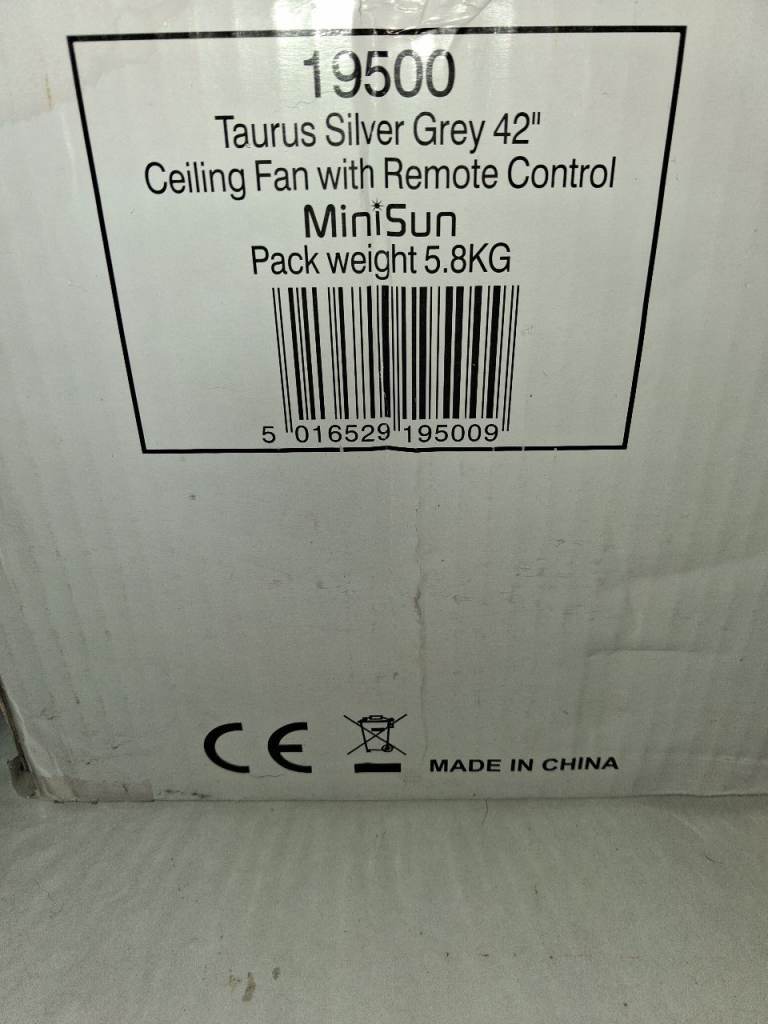 19500
Taurus Silver Grey 42"
Ceiling Fan with Remote Control
MiniSun
Pack weight 5.8KG
5 016529 195009
CE
MADE IN CHINA